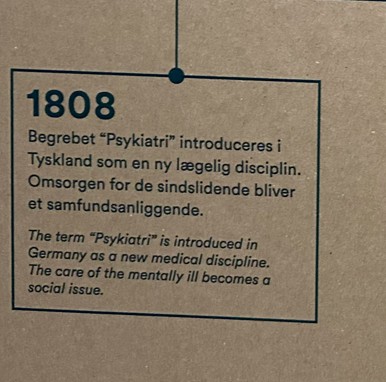 1808
Begrebet “Psykiatri” introduceres i
Tyskland som en ny lægelig disciplin.
Omsorgen for de sindslidende bliver
et samfundsanliggende.
The term “Psykiatri” is introduced in
Germany as a new medical discipline.
The care of the mentally ill becomes a
social issue.